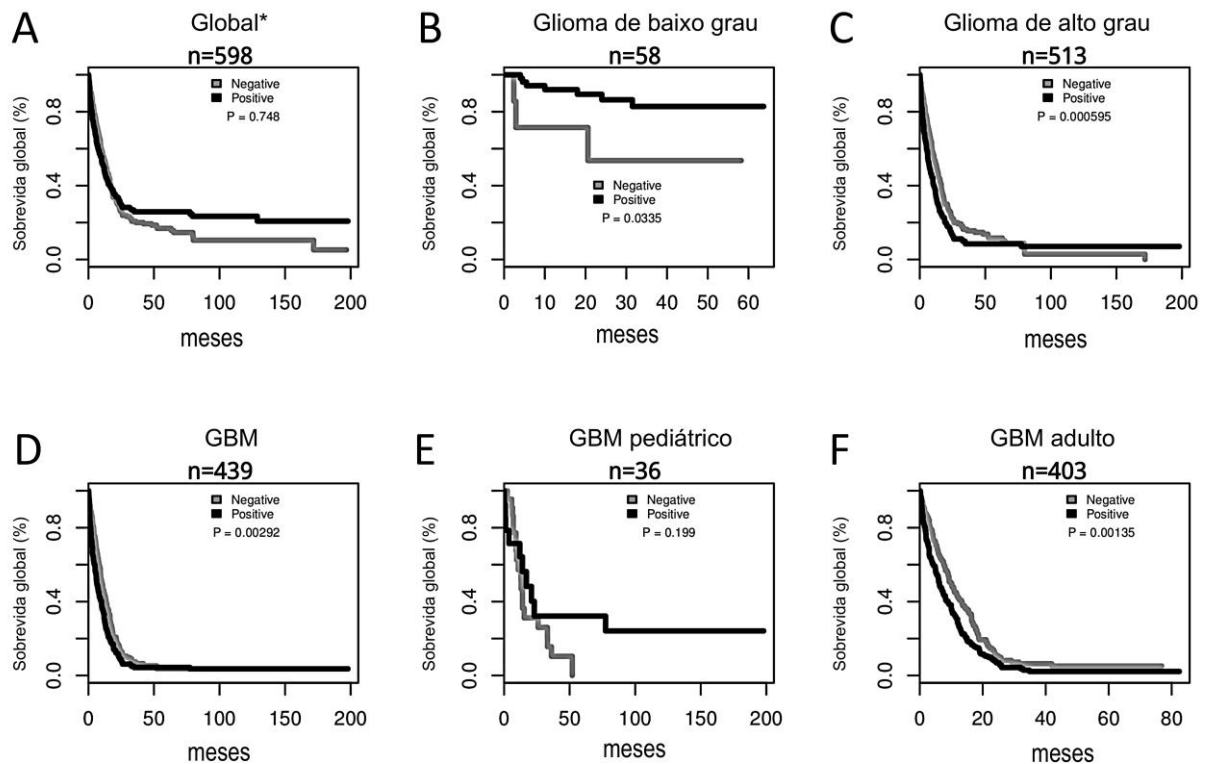 A
Global*
n=598
Negative
Positive
P = 0.748
Sobrevida global (%)
0.0 0.4 0.8
0 50 100 150 200
meses
B
Glioma de baixo grau
n=58
Negative
Positive
P = 0.0335
Sobrevida global (%)
0.0 0.4 0.8
0 10 20 30 40 50 60
meses
C
Glioma de alto grau
n=513
Negative
Positive
P = 0.000595
Sobrevida global (%)
0.0 0.4 0.8
0 50 100 150 200
meses
D
GBM
n=439
Negative
Positive
P = 0.00292
Sobrevida global (%)
0.0 0.4 0.8
0 50 100 150 200
meses
E
GBM pediátrico
n=36
Negative
Positive
P = 0.199
Sobrevida global (%)
0.0 0.4 0.8
0 50 100 150 200
meses
F
GBM adulto
n=403
Negative
Positive
P = 0.00135
Sobrevida global (%)
0.0 0.4 0.8
0 20 40 60 80
meses